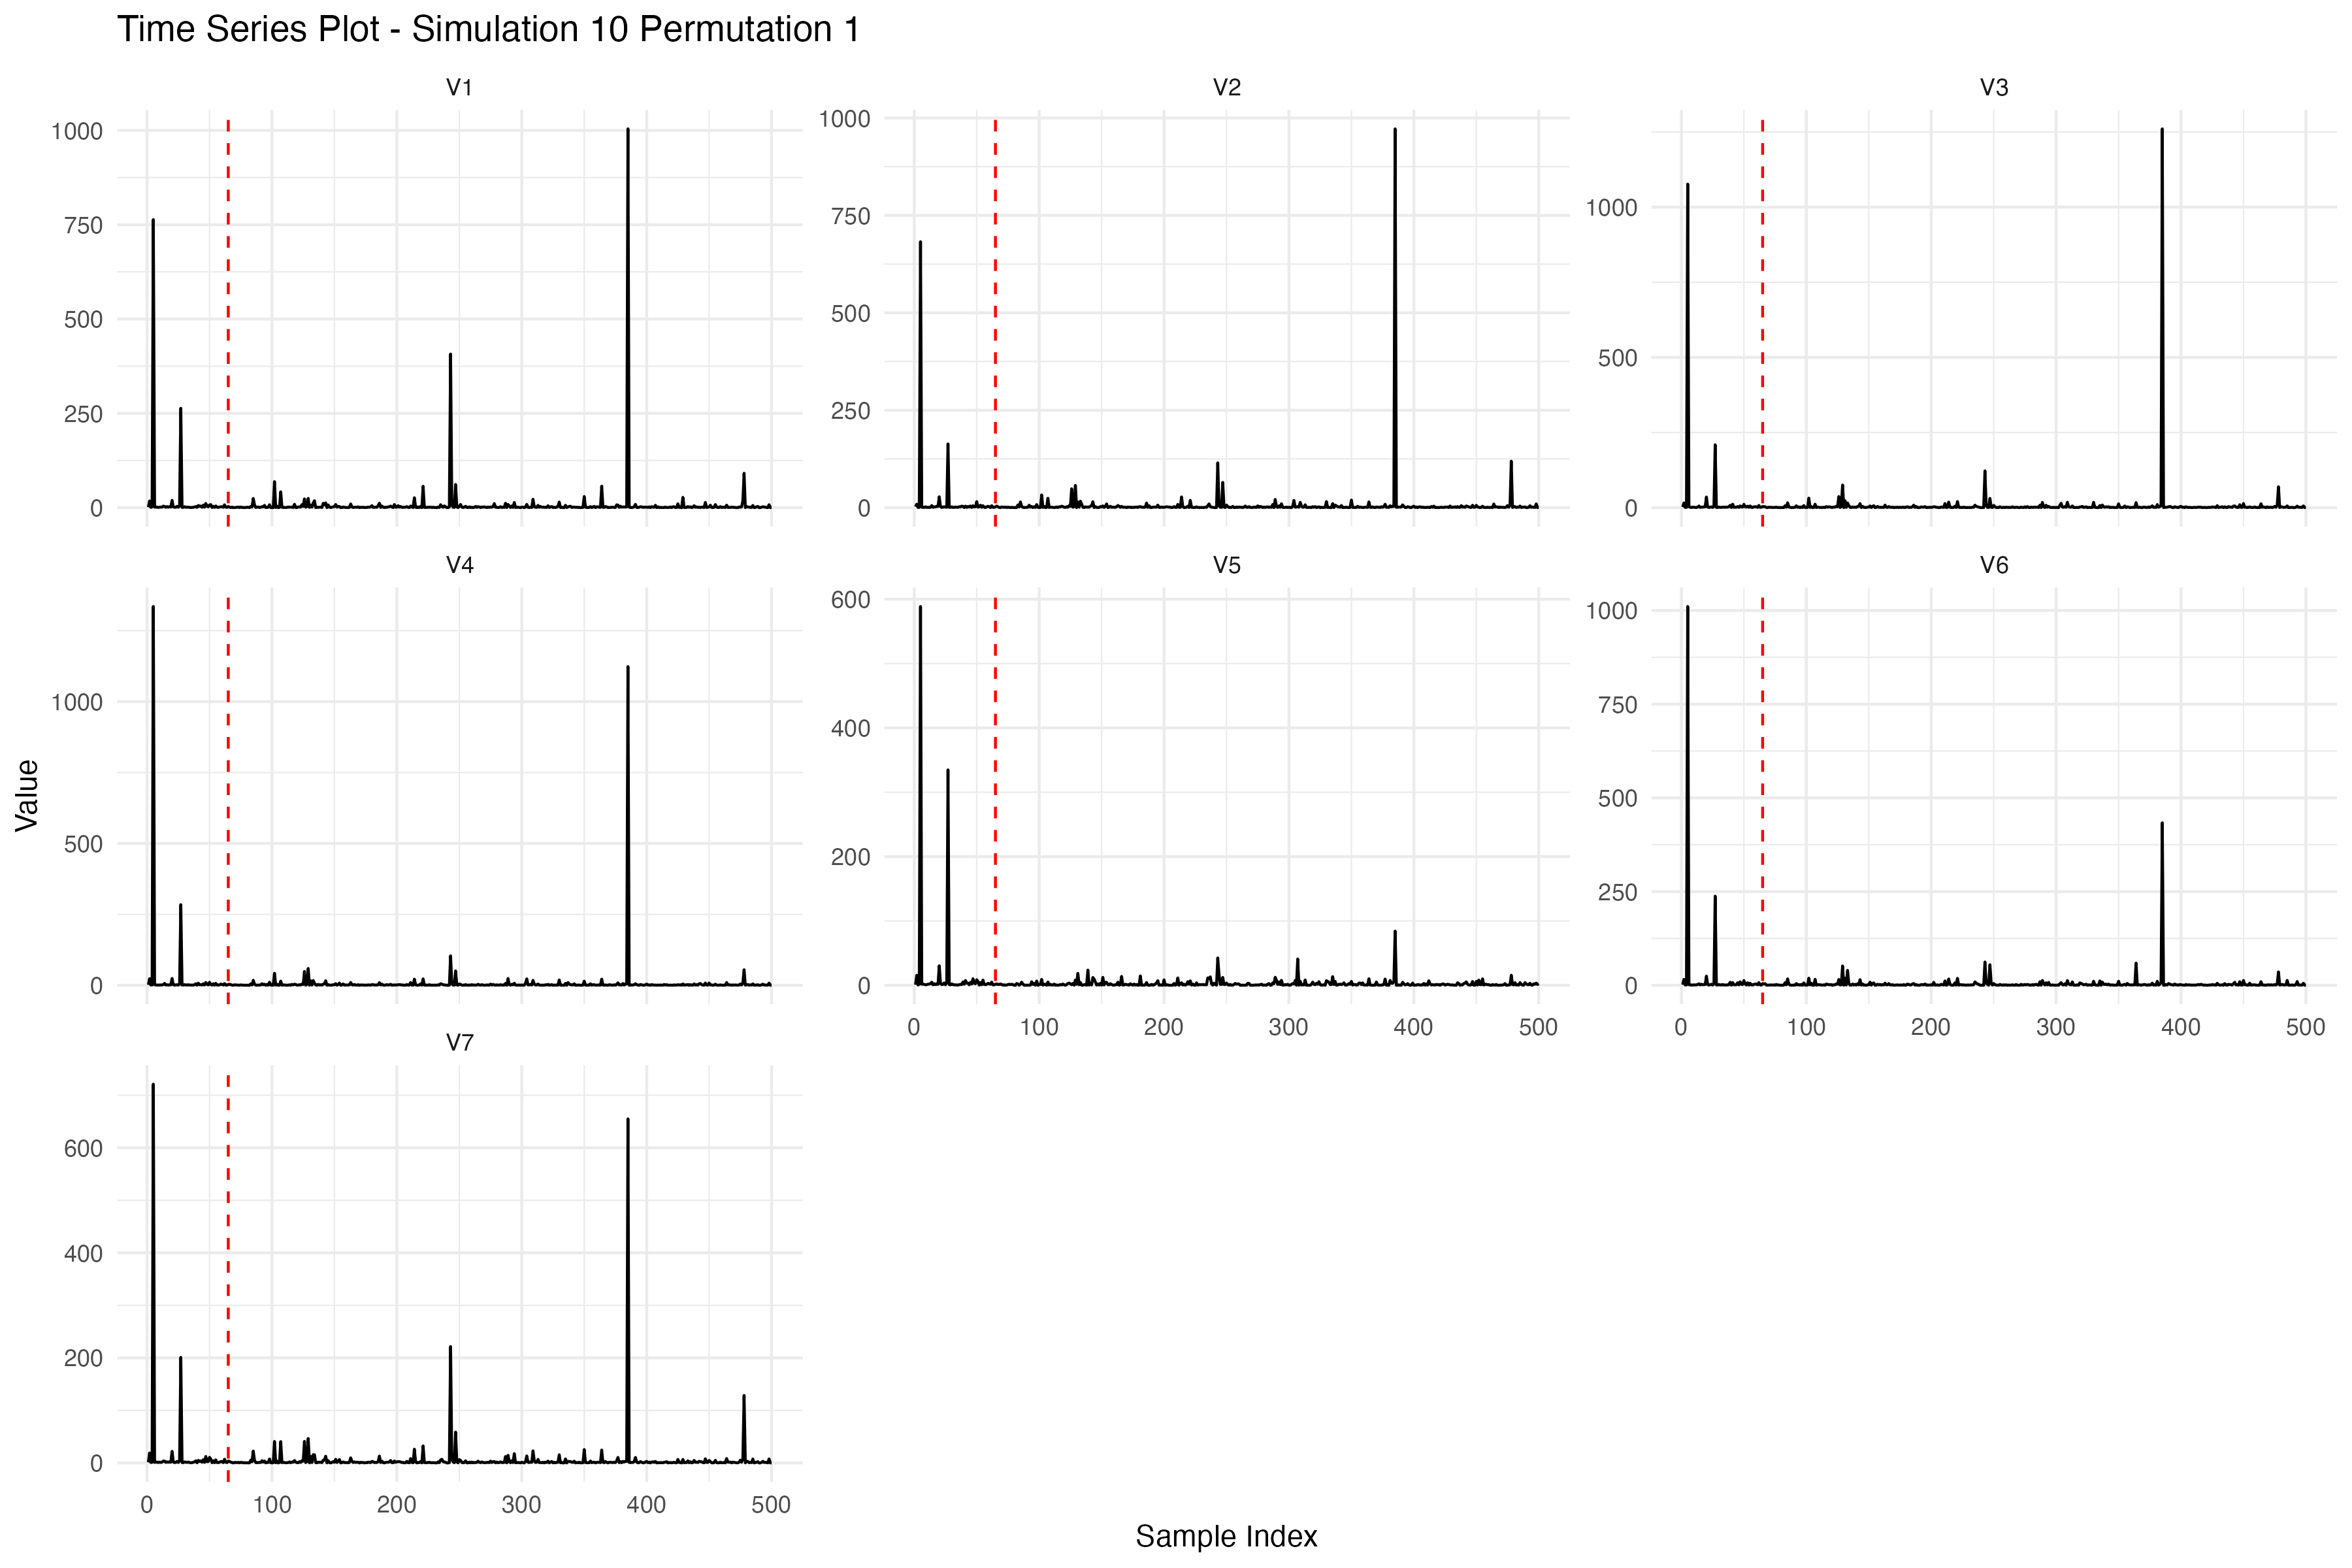 Time Series Plot - Simulation 10 Permutation 1
V1 V2 V3
1000 1000
750 750 1000
500 500
500
250 250
0 0 0
V4 V5 V6
600 1000
1000 400 750
500 500
200 250
0 0 0
0 100 200 300 400 500 0 100 200 300 400 500
V7
600
400
200
0
0 100 200 300 400 500
Value
Sample Index